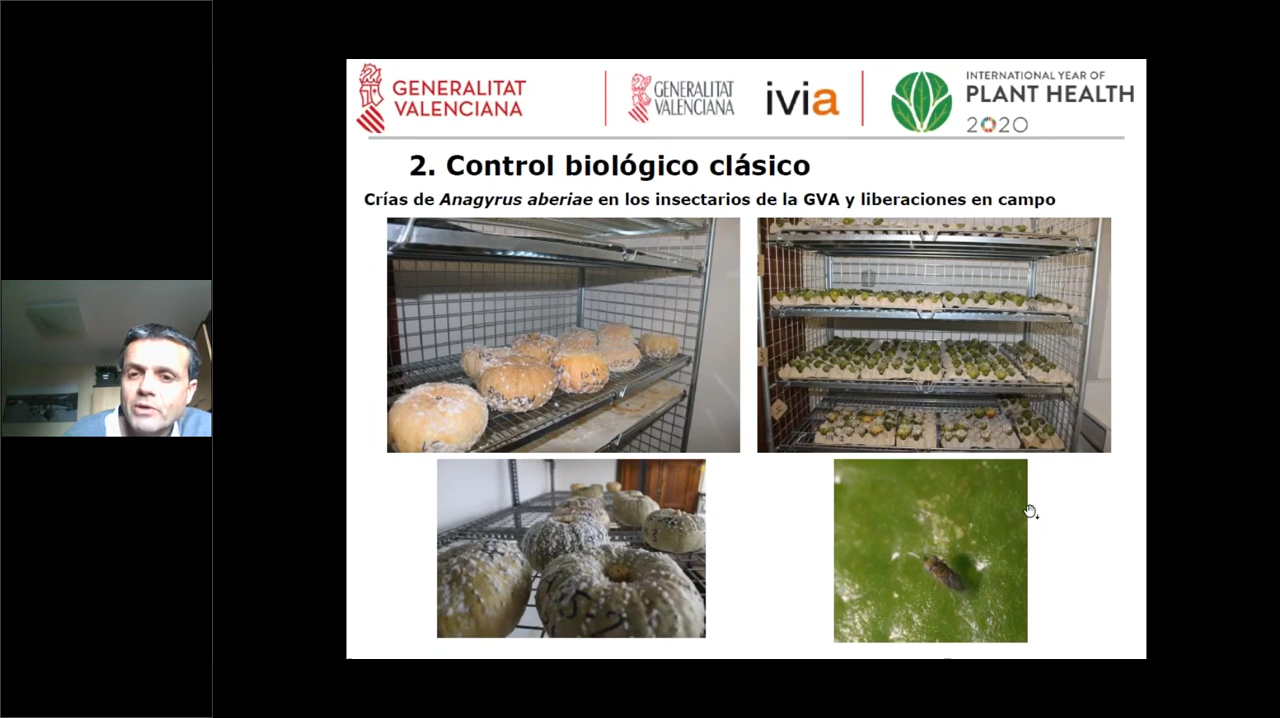 GENERALITAT
VALENCIANA
GENERALITAT
VALENCIANA
ivia
INTERNATIONAL YEAR OF
PLANT HEALTH
2020
2. Control biológico clásico
Crías de Anagyrus aberiae en los insectarios de la GVA y liberaciones en campo